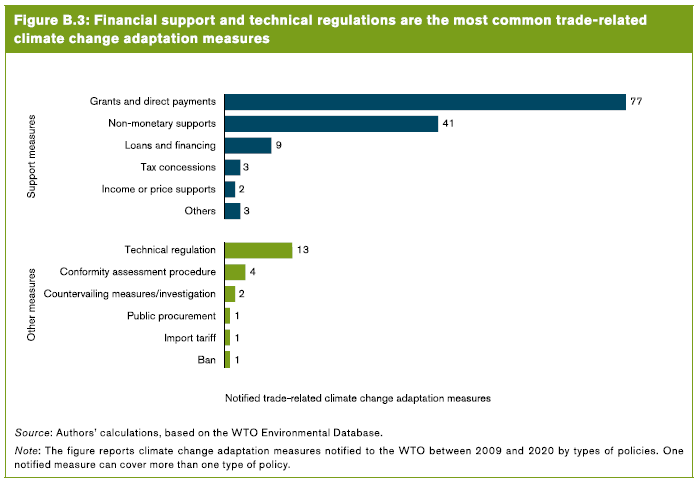 Figure B.3: Financial support and technical regulations are the most common trade-related
climate change adaptation measures
Support measures
Grants and direct payments 77
Non-monetary supports 41
Loans and financing 9
Tax concessions 3
Income or price supports 2
Others 3
Other measures
Technical regulation 13
Conformity assessment procedure 4
Countervailing measures/investigation 2
Public procurement 1
Import tariff 1
Ban 1
Notified trade-related climate change adaptation measures
Source: Authors' calculations, based on the WTO Environmental Database.
Note: The figure reports climate change adaptation measures notified to the WTO between 2009 and 2020 by types of policies. One
notified measure can cover more than one type of policy.